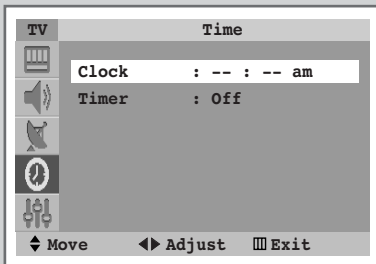 TV Time
Clock : -- : -- am
Timer : Off
Move Adjust Exit